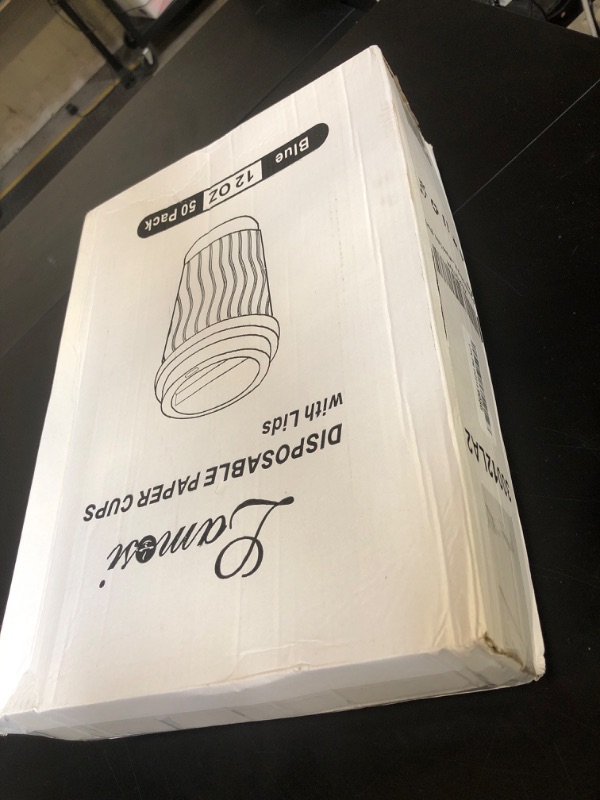 Lamosi
DISPOSABLE PAPER CUPS
with Lids
Blue 12 OZ 50 Pack